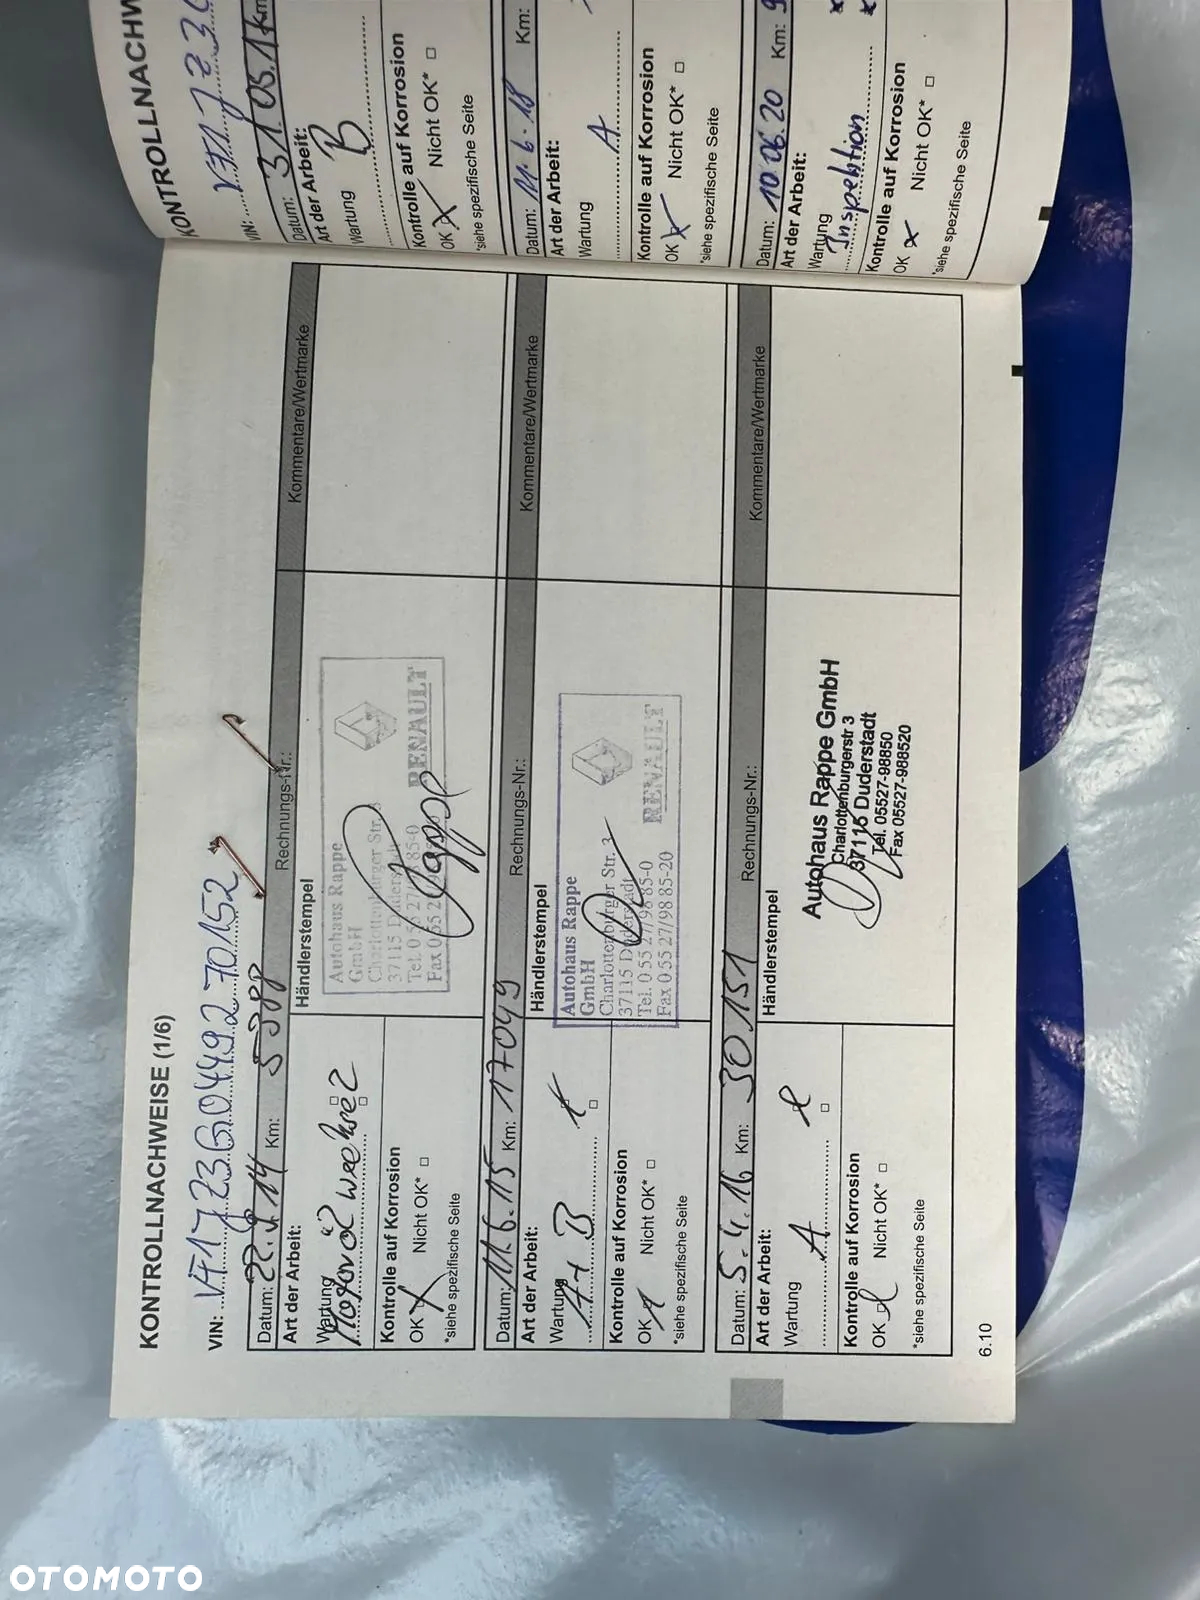 KONTROLLNACHWEISE (1/6)
VIN: VF17Z360449270152
Datum: 22.9.14 Km: Rechnungs-Nr.: Kommentare/Wertmarke
Art der Arbeit: Händlerstempel
Wartung
Motorölwechsel
Kontrolle auf Korrosion
OK Nicht OK*
*siehe spezifische Seite
Autohaus Rappe
GmbH
Charlottenburger Str.
37115 Duderstadt
RENAULT
Datum: 11.6.15 Km: 17049 Rechnungs-Nr.: Kommentare/Wertmarke
Art der Arbeit: Händlerstempel
Wartung
A+B
Kontrolle auf Korrosion
OK Nicht OK*
*siehe spezifische Seite
Autohaus Rappe
GmbH
Charlottenburger Str. 3
37115 Duderstadt
Tel. 0 55 27/98 85-0
Fax 0 55 27/98 85-20
RENAULT
Datum: 5.4.16 Km: 30151 Rechnungs-Nr.: Kommentare/Wertmarke
Art der Arbeit: Händlerstempel
Wartung
A
Kontrolle auf Korrosion
OK Nicht OK*
*siehe spezifische Seite
Autohaus Rappe GmbH
Charlottenburgerstr 3
37115 Duderstadt
Tel. 05527-98850
Fax 05527-988520
6.10
KONTROLLNACHW
VIN:
Datum: 31.05.17 Km
Art der Arbeit:
Wartung B
Kontrolle auf Korrosion
OK Nicht OK*
*siehe spezifische Seite
Datum: 11.6.18 Km:
Art der Arbeit:
Wartung A
Kontrolle auf Korrosion
OK Nicht OK*
*siehe spezifische Seite
Datum: 10.06.20 Km: 9
Art der Arbeit:
Wartung
Inspektion
Kontrolle auf Korrosion
OK Nicht OK*
*siehe spezifische Seite
OTOMOTO